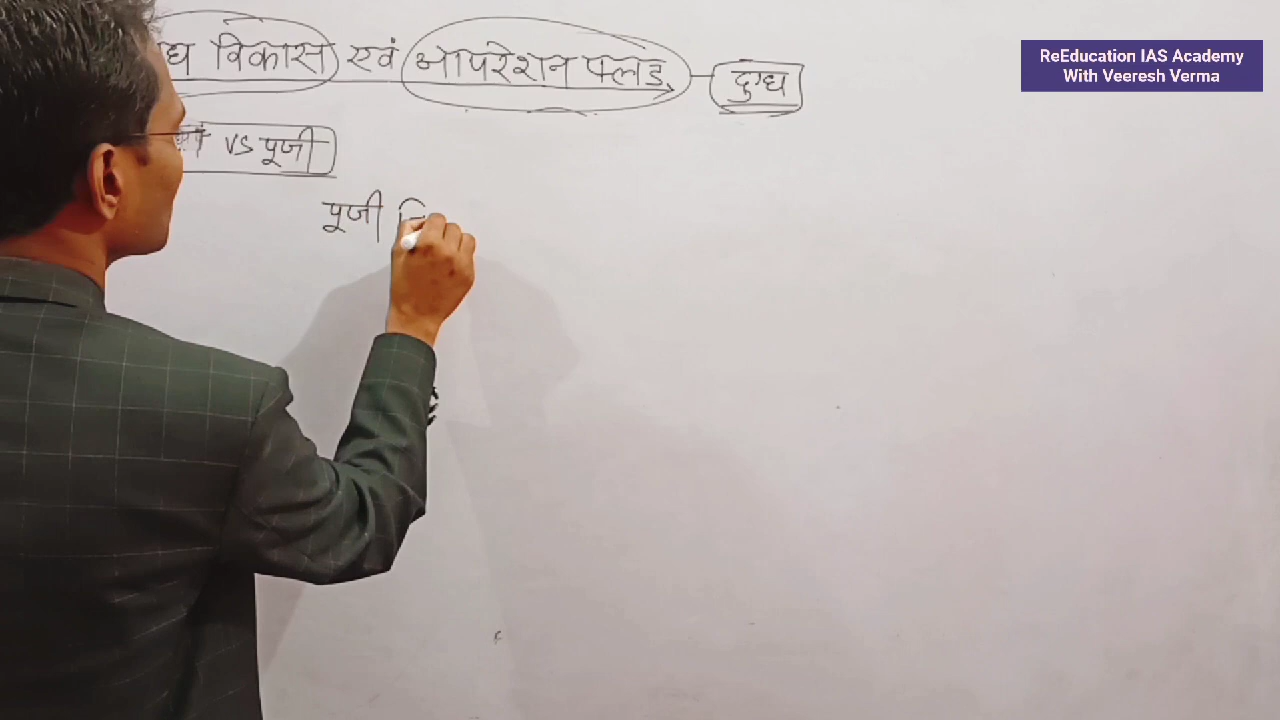 विकास एवं ऑपरेशन फ्लड - दुग्ध
ReEducation IAS Academy
With Veeresh Verma
VS पूजी
पूजी